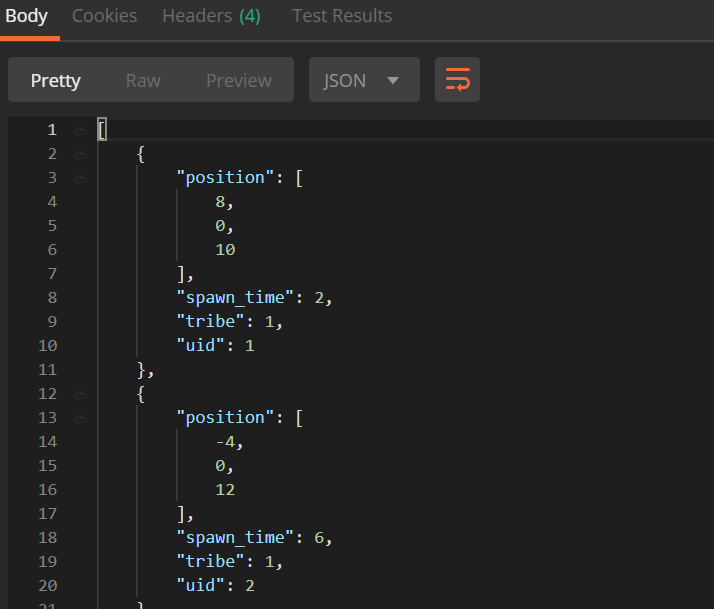 Body Cookies Headers (4) Test Results
Pretty Raw Preview JSON
1 [
2 {
3 "position": [
4 8,
5 0,
6 10
7 ],
8 "spawn_time": 2,
9 "tribe": 1,
10 "uid": 1
11 },
12 {
13 "position": [
14 -4,
15 0,
16 12
17 ],
18 "spawn_time": 6,
19 "tribe": 1,
20 "uid": 2
21 }